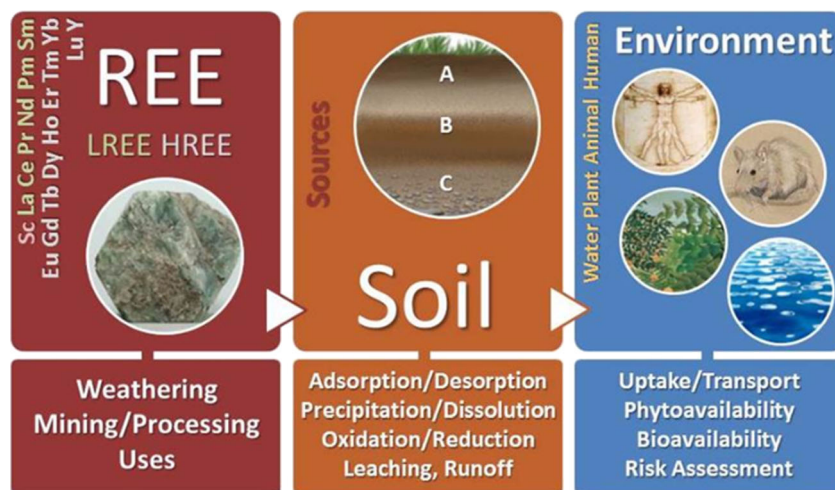 Sc La Ce Pr Nd Pm Sm
Eu Gd Tb Dy Ho Er Tm Yb
Lu Y
REE
LREE HREE
Weathering
Mining/Processing
Uses
Sources
A
B
C
Soil
Adsorption/Desorption
Precipitation/Dissolution
Oxidation/Reduction
Leaching, Runoff
Environment
Water Plant Animal Human
Uptake/Transport
Phytoavailability
Bioavailability
Risk Assessment